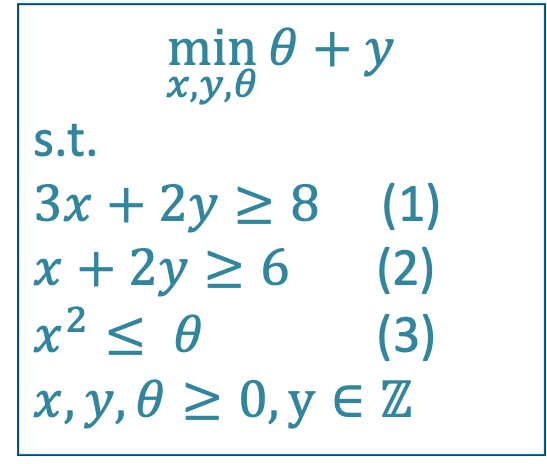 min θ + y
x,y,θ
s.t.
3x + 2y ≥ 8 (1)
x + 2y ≥ 6 (2)
x² ≤ θ (3)
x, y, θ ≥ 0, y ∈ ℤ